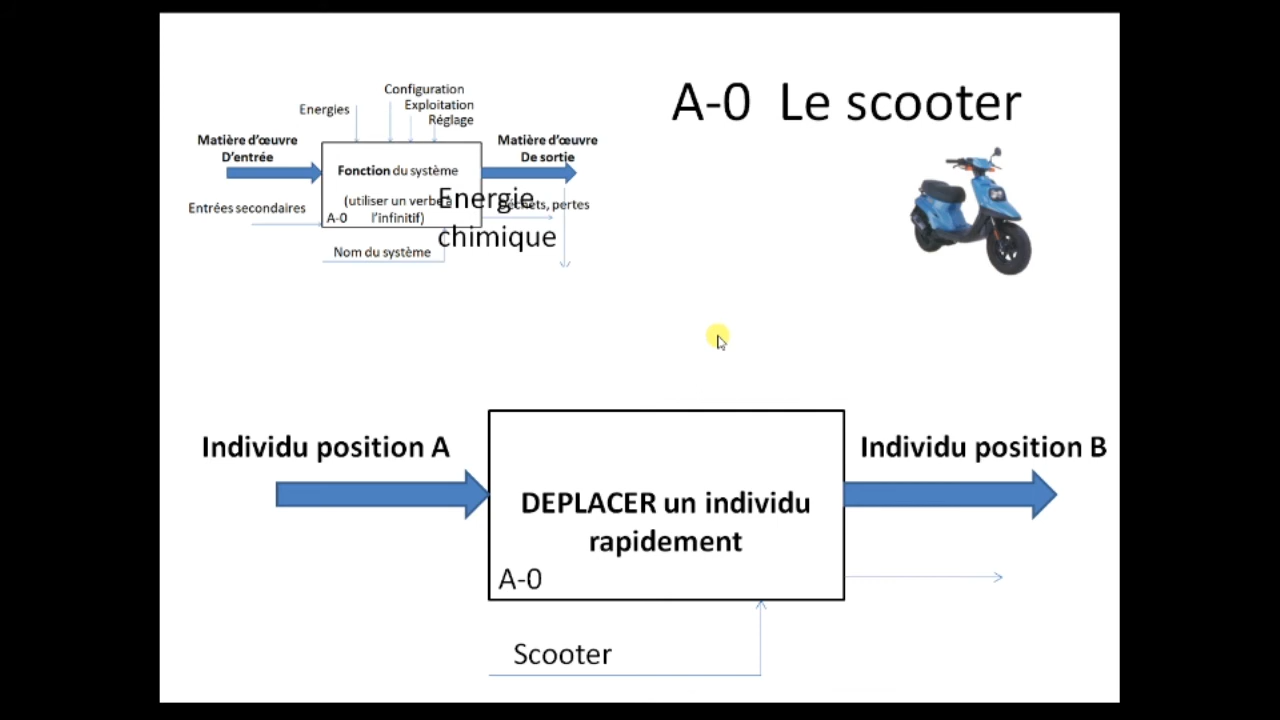 A-0 Le scooter
Configuration
Exploitation
Réglage
Energies
Matière d'œuvre
D'entrée
Matière d'œuvre
De sortie
Fonction du système
(utiliser un verbe à
l'infinitif)
A-0
Entrées secondaires
Déchets, pertes
Nom du système
Energie
chimique
Individu position A
Individu position B
DEPLACER un individu
rapidement
A-0
Scooter